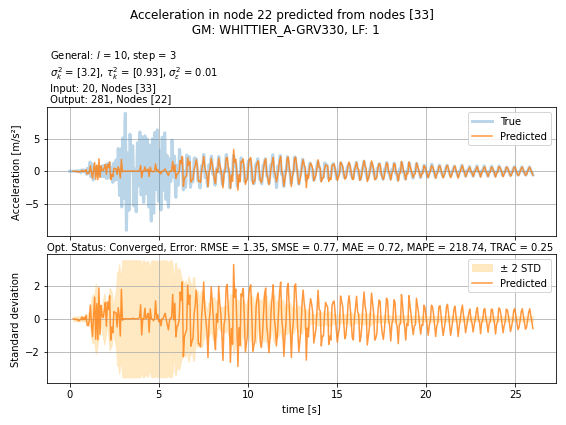 Acceleration in node 22 predicted from nodes [33]
GM: WHITTIER_A-GRV330, LF: 1
General: l = 10, step = 3
σ²ₖ = [3.2], τ²ₖ = [0.93], σ²_ε = 0.01
Input: 20, Nodes [33]
Output: 281, Nodes [22]
Acceleration [m/s²]
5
0
−5
True
Predicted
Opt. Status: Converged, Error: RMSE = 1.35, SMSE = 0.77, MAE = 0.72, MAPE = 218.74, TRAC = 0.25
Standard deviation
2
0
−2
± 2 STD
Predicted
0 5 10 15 20 25
time [s]